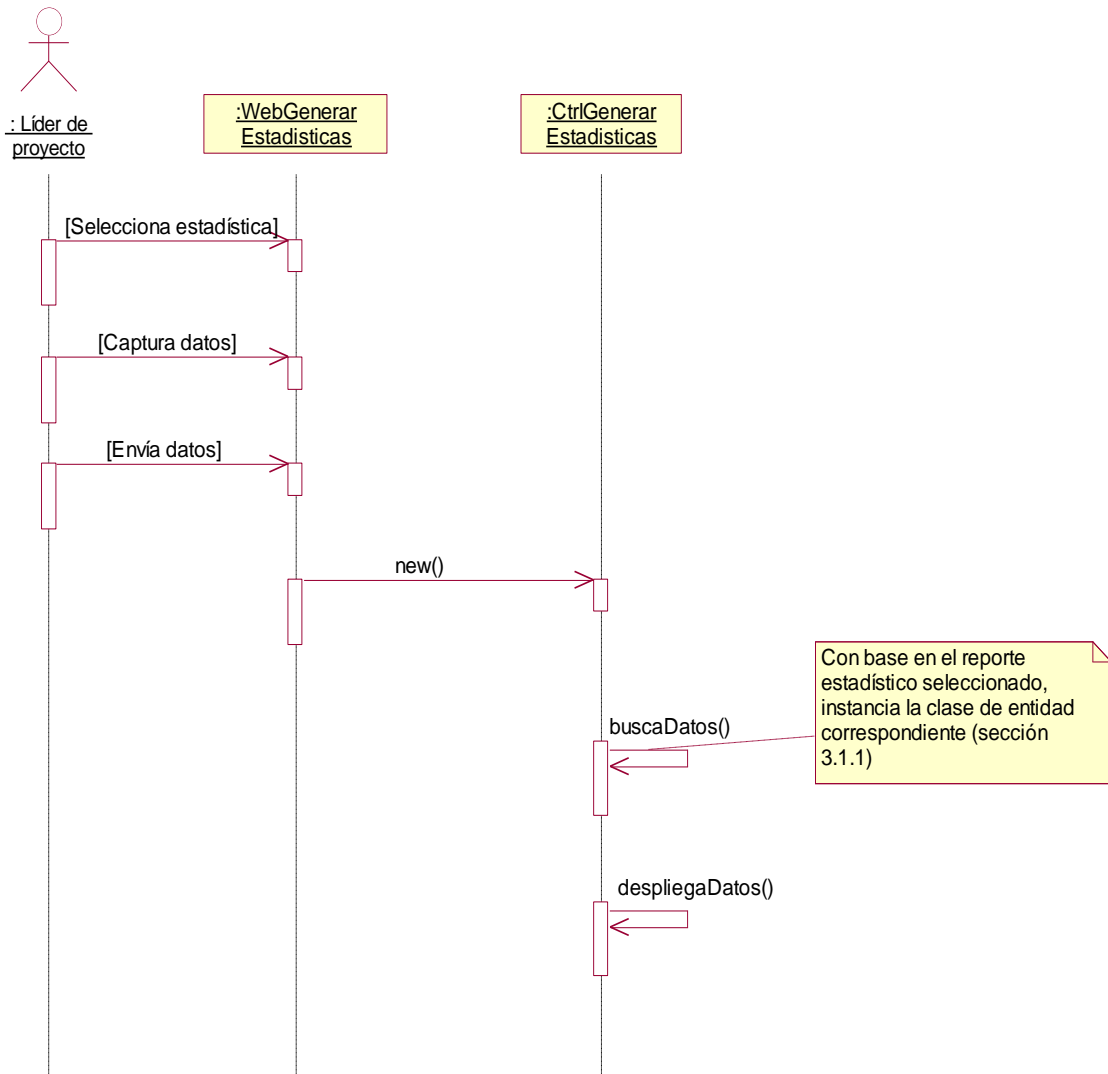 : Líder de
proyecto
:WebGenerar
Estadisticas
:CtrlGenerar
Estadisticas
[Selecciona estadística]
[Captura datos]
[Envía datos]
new()
Con base en el reporte
estadístico seleccionado,
instancia la clase de entidad
correspondiente (sección
3.1.1)
buscaDatos()
despliegaDatos()